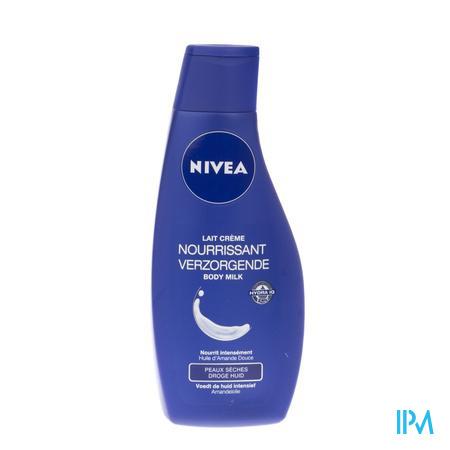 NIVEA
LAIT CRÈME
NOURRISSANT
VERZORGENDE
BODY MILK
HYDRA IQ
Nourrit intensément
Huile d'Amande Douce
PEAUX SÈCHES
DROGE HUID
Voedt de huid intensief
Amandelolie
IPM